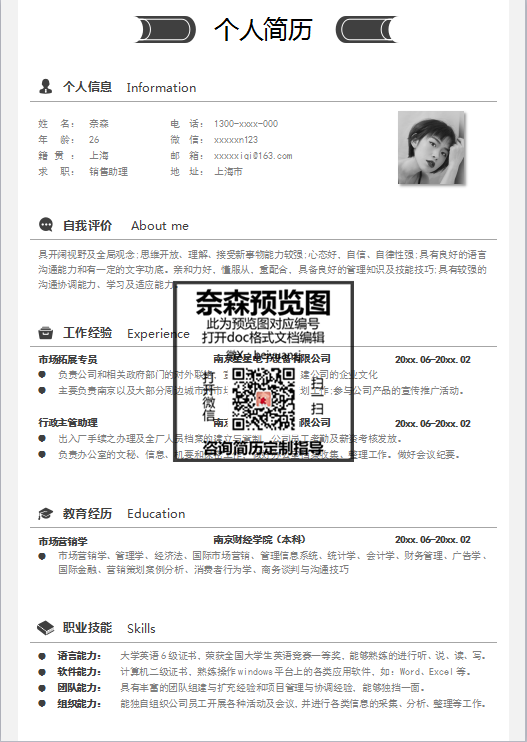 个人简历
个人信息 Information
姓 名： 奈森 电 话： 1300-xxxx-000
年 龄： 26 微 信： xxxxxn123
籍 贯 ： 上海 邮 箱： xxxxxiqi@163.com
求 职： 销售助理 地 址： 上海市
自我评价 About me
具开阔视野及全局观念;思维开放、理解、接受新事物能力较强;心态好，自信、自律性强;具有良好的语言
沟通能力和有一定的文字功底。亲和力好，懂服从，重配合，具备良好的管理知识及技能技巧;具有较强的
沟通协调能力、学习及适应能力。
奈森预览图
此为预览图对应编号
打开doc格式文档编辑
打开微信
扫一扫
咨询简历定制指导
工作经验 Experience
市场拓展专员 南京 电子设备有限公司 20xx.06-20xx.02
负责公司和相关政府部门的对外联 建公司的企业文化
主要负责南京以及大部分周边城市 划工作;参与公司产品的宣传推广活动。
行政主管助理 南京 公司 20xx.06-20xx.02
出入厂手续之办理及全厂人员档案的建立与管制，公司员工考勤及薪资考核发放。
负责办公室的文秘、信息、机要和保密工作，做好办公室档案收集、整理工作。做好会议纪要。
教育经历 Education
市场营销学 南京财经学院（本科） 20xx.06-20xx.02
市场营销学、管理学、经济法、国际市场营销、管理信息系统、统计学、会计学、财务管理、广告学、
国际金融、营销策划案例分析、消费者行为学、商务谈判与沟通技巧
职业技能 Skills
语言能力： 大学英语6级证书，荣获全国大学生英语竞赛一等奖，能够熟练的进行听、说、读、写。
软件能力： 计算机二级证书，熟练操作windows平台上的各类应用软件，如：Word、Excel等。
团队能力： 具有丰富的团队组建与扩充经验和项目管理与协调经验，能够独挡一面。
组织能力： 能独自组织公司员工开展各种活动及会议，并进行各类信息的采集、分析、整理等工作。